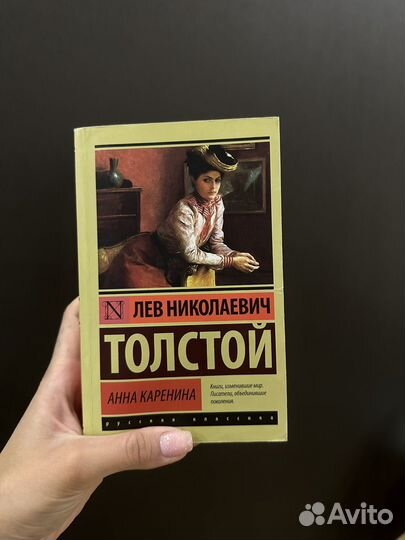 N
ЛЕВ НИКОЛАЕВИЧ
ТОЛСТОЙ
АННА КАРЕНИНА
Книги, изменившие мир.
Писатели, объединившие
поколения.
русская классика
Avito